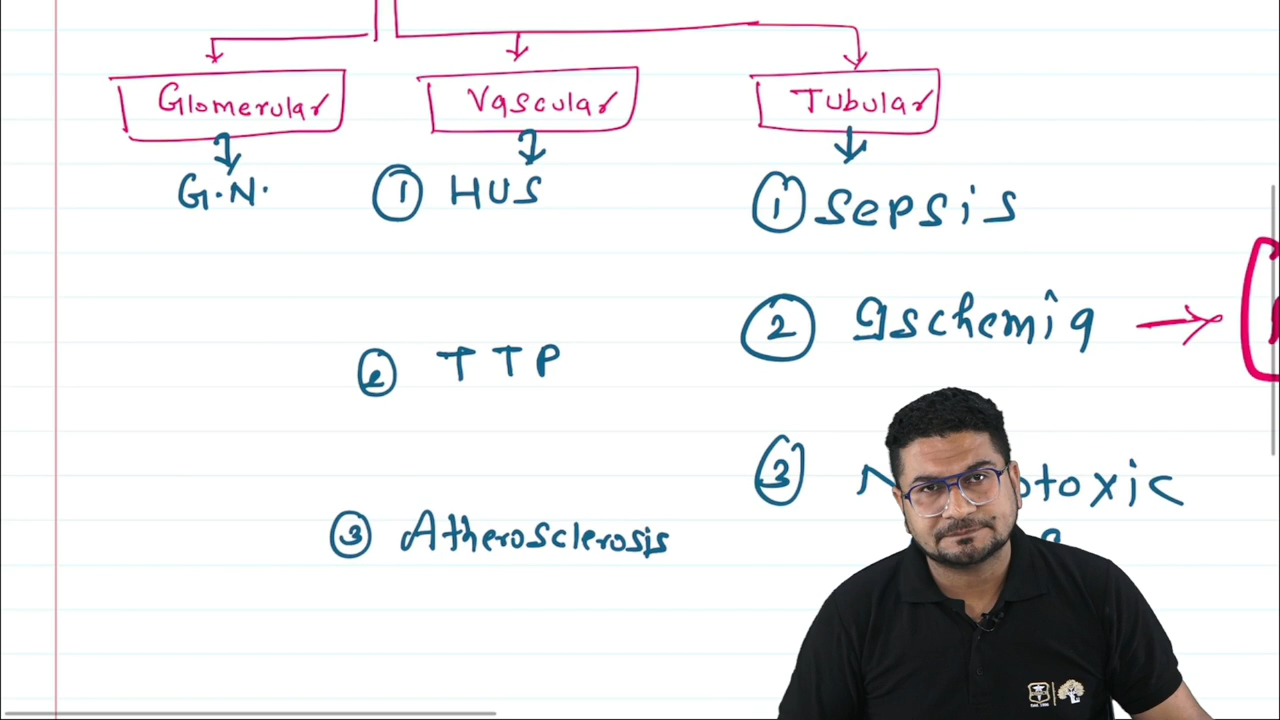 Glomerular Vascular Tubular
G.N. ① HUS ① Sepsis
② Ischemia
② TTP
③
③ Atherosclerosis